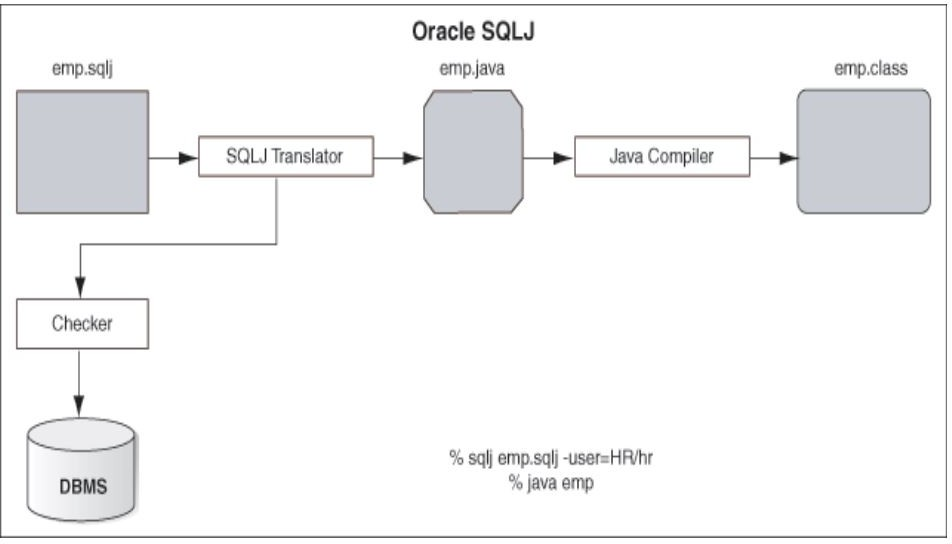 Oracle SQLJ
emp.sqlj
emp.java
emp.class
SQLJ Translator
Java Compiler
Checker
DBMS
% sqlj emp.sqlj -user=HR/hr
% java emp